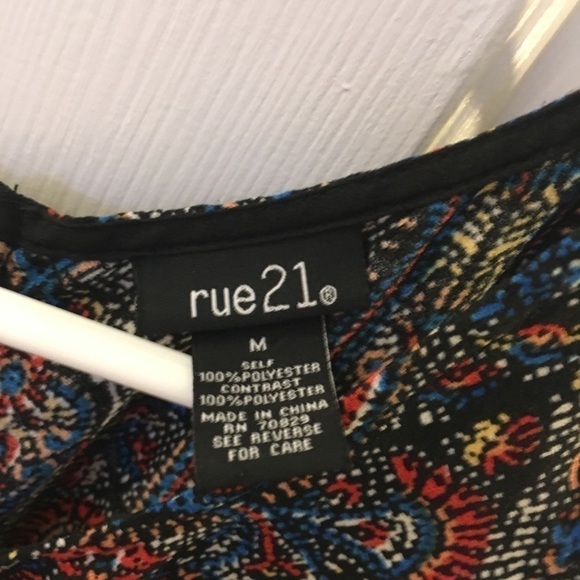 rue21®
M
SELF
100%POLYESTER
CONTRAST
100%POLYESTER
MADE IN CHINA
RN 70829
SEE REVERSE
FOR CARE